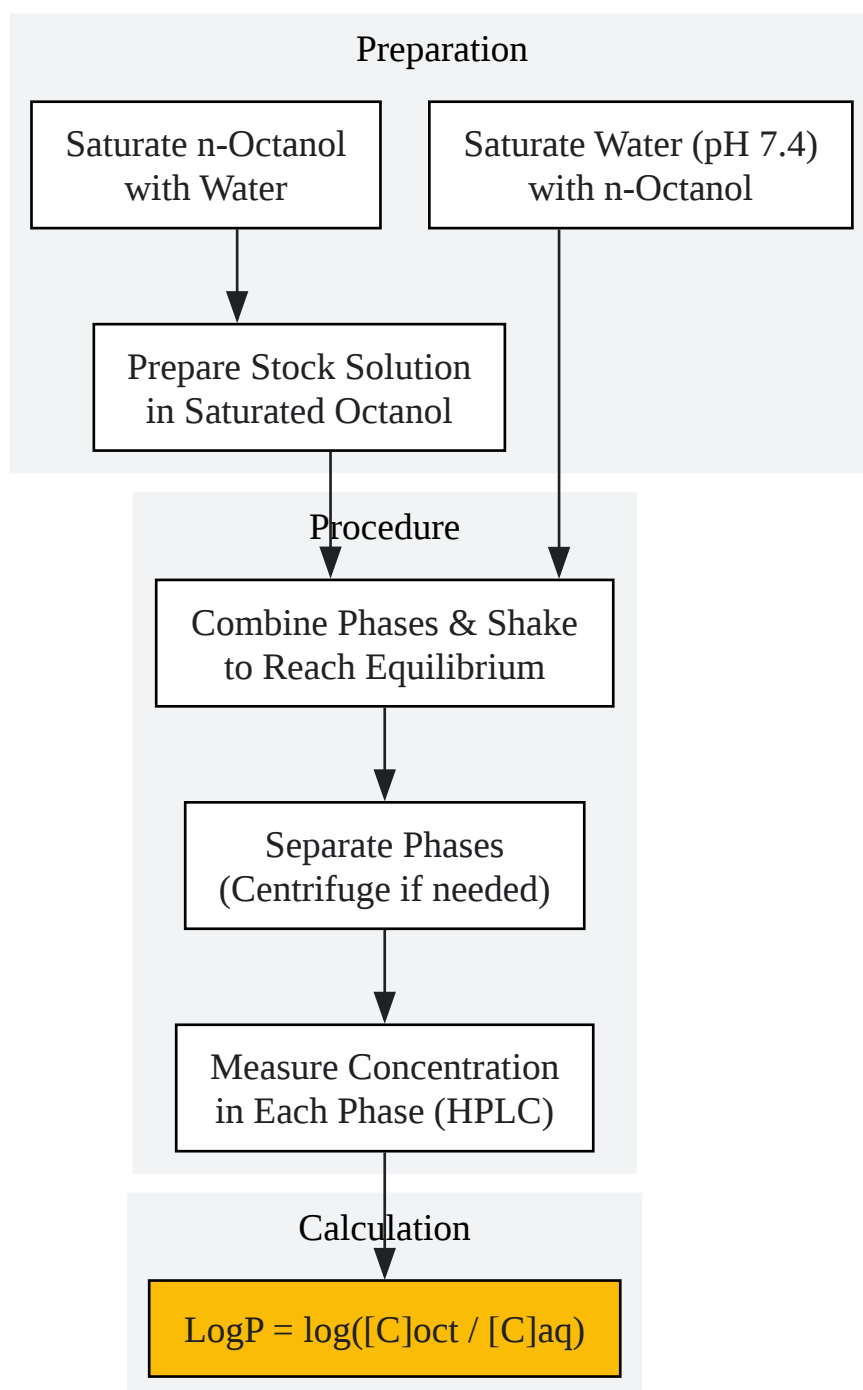 Preparation
Saturate n-Octanol
with Water
Saturate Water (pH 7.4)
with n-Octanol
Prepare Stock Solution
in Saturated Octanol
Procedure
Combine Phases & Shake
to Reach Equilibrium
Separate Phases
(Centrifuge if needed)
Measure Concentration
in Each Phase (HPLC)
Calculation
LogP = log([C]oct / [C]aq)